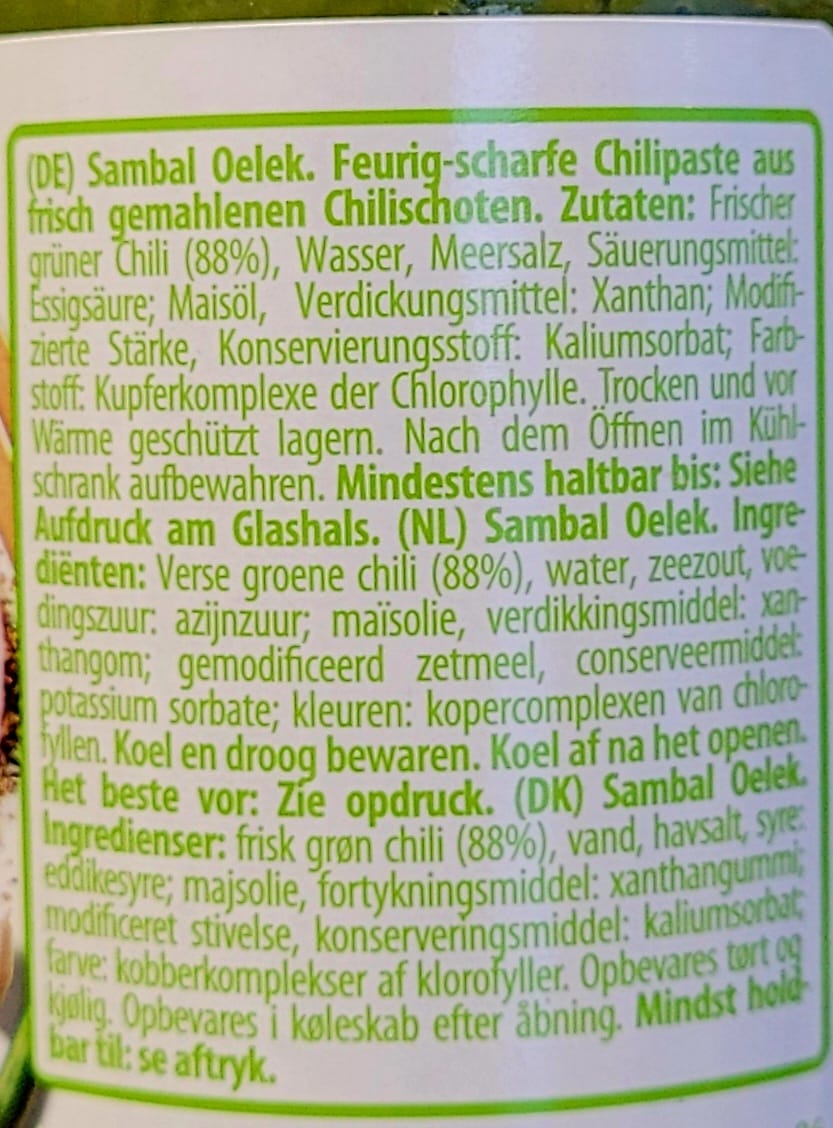 (DE) Sambal Oelek. Feurig-scharfe Chilipaste aus
frisch gemahlenen Chilischoten. Zutaten: Frischer
grüner Chili (88%), Wasser, Meersalz, Säuerungsmittel:
Essigsäure; Maisöl, Verdickungsmittel: Xanthan; Modifi-
zierte Stärke, Konservierungsstoff: Kaliumsorbat; Farb-
stoff: Kupferkomplexe der Chlorophylle. Trocken und vor
Wärme geschützt lagern. Nach dem Öffnen im Kühl-
schrank aufbewahren. Mindestens haltbar bis: Siehe
Aufdruck am Glashals. (NL) Sambal Oelek. Ingre-
diënten: Verse groene chili (88%), water, zeezout, voe-
dingszuur: azijnzuur; maïsolie, verdikkingsmiddel: xan-
thangom; gemodificeerd zetmeel, conserveermiddel:
potassium sorbate; kleuren: kopercomplexen van chloro-
fyllen. Koel en droog bewaren. Koel af na het openen.
Het beste vor: Zie opdruck. (DK) Sambal Oelek.
Ingredienser: frisk grøn chili (88%), vand, havsalt, syre:
eddikesyre; majsolie, fortykningsmiddel: xanthangummi;
modificeret stivelse, konserveringsmiddel: kaliumsorbat;
farve: kobberkomplekser af klorofyller. Opbevares tørt og
kjølig. Opbevares i køleskab efter åbning. Mindst hold-
bar til: se aftryk.